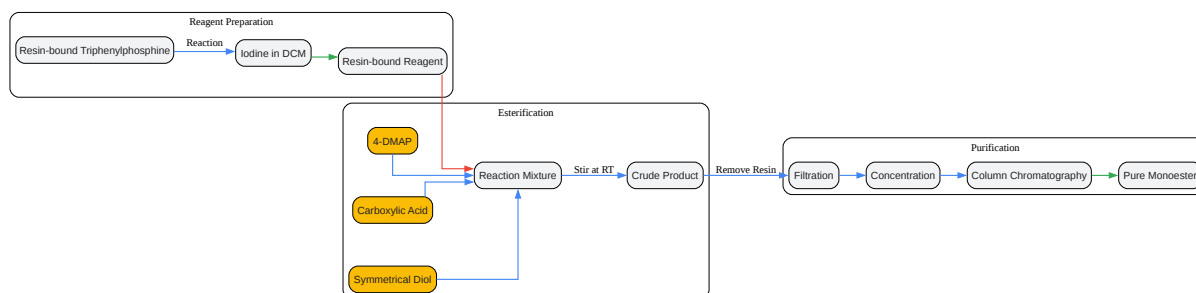 Reagent Preparation
Resin-bound Triphenylphosphine
Reaction
Iodine in DCM
Resin-bound Reagent
Esterification
4-DMAP
Carboxylic Acid
Symmetrical Diol
Reaction Mixture
Stir at RT
Crude Product
Remove Resin
Purification
Filtration
Concentration
Column Chromatography
Pure Monoester